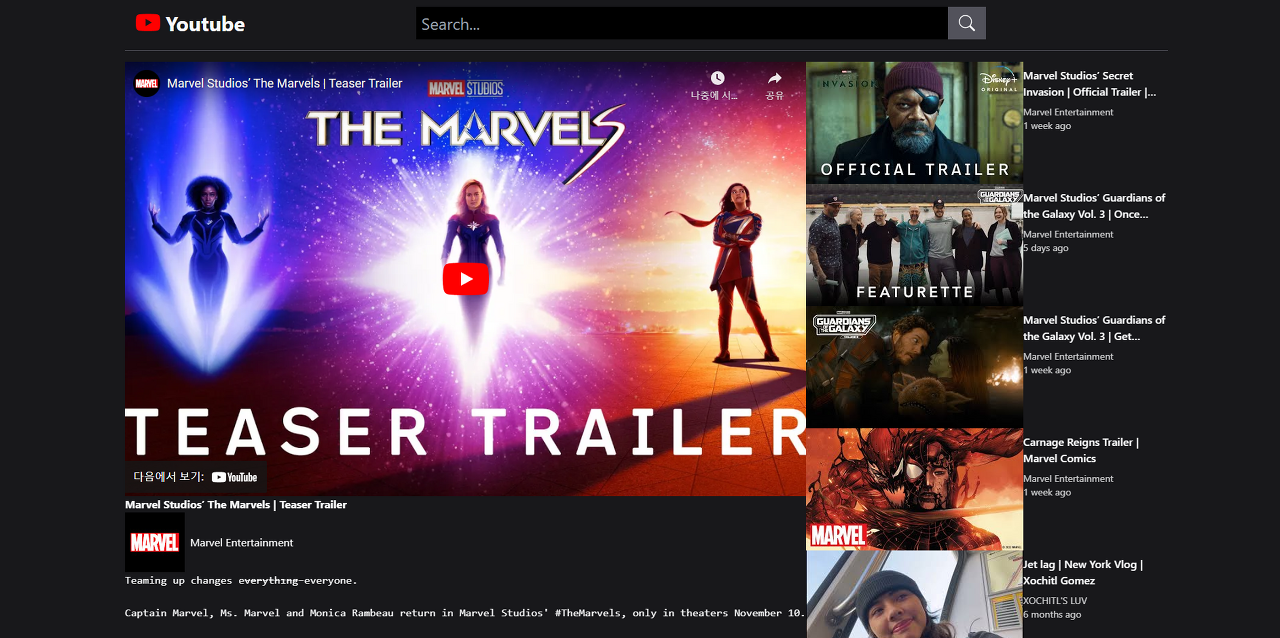 Youtube
Search...
MARVEL
Marvel Studios’ The Marvels | Teaser Trailer
MARVEL STUDIOS
나중에 시...
공유
THE MARVELS
TEASER TRAILER
다음에서 보기: YouTube
Marvel Studios’ The Marvels | Teaser Trailer
MARVEL
Marvel Entertainment
Teaming up changes e̶v̶e̶r̶y̶t̶h̶i̶n̶g̶ everyone.
Captain Marvel, Ms. Marvel and Monica Rambeau return in Marvel Studios' #TheMarvels, only in theaters November 10.
INVASION
Disney+
ORIGINAL
OFFICIAL TRAILER
Marvel Studios’ Secret
Invasion | Official Trailer |...
Marvel Entertainment
1 week ago
GUARDIANS
OF THE GALAXY
FEATURETTE
Marvel Studios’ Guardians of
the Galaxy Vol. 3 | Once...
Marvel Entertainment
5 days ago
GUARDIANS
OF THE GALAXY
Marvel Studios’ Guardians of
the Galaxy Vol. 3 | Get...
Marvel Entertainment
1 week ago
MARVEL
Carnage Reigns Trailer |
Marvel Comics
Marvel Entertainment
1 week ago
Jet lag | New York Vlog |
Xochitl Gomez
XOCHITL'S LUV
6 months ago